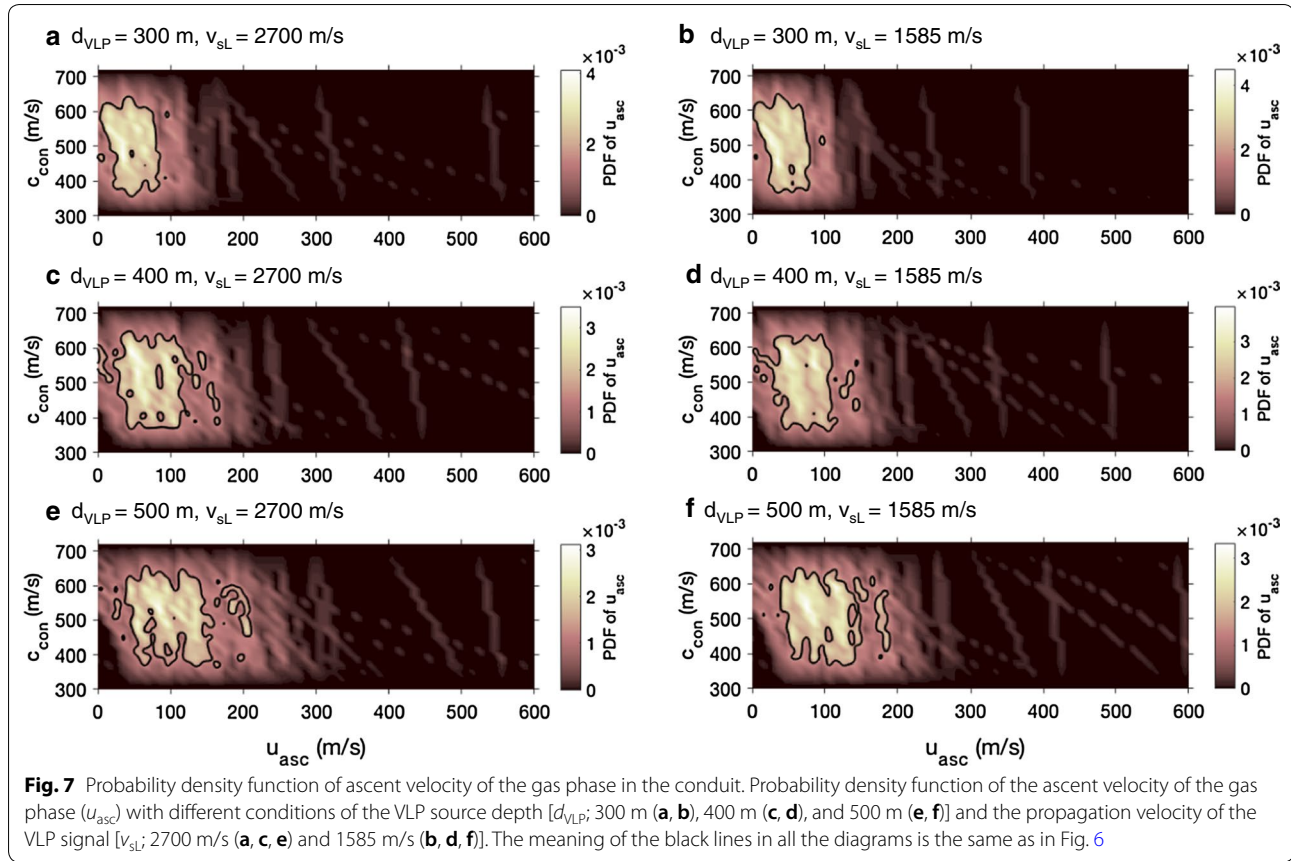 a d_VLP = 300 m, v_sL = 2700 m/s
×10⁻³
700
600
500
400
300
c_con (m/s)
0 100 200 300 400 500 600
4
2
0
PDF of u_asc
b d_VLP = 300 m, v_sL = 1585 m/s
×10⁻³
700
600
500
400
300
c_con (m/s)
0 100 200 300 400 500 600
4
2
0
PDF of u_asc
c d_VLP = 400 m, v_sL = 2700 m/s
×10⁻³
700
600
500
400
300
c_con (m/s)
0 100 200 300 400 500 600
3
2
1
0
PDF of u_asc
d d_VLP = 400 m, v_sL = 1585 m/s
×10⁻³
700
600
500
400
300
c_con (m/s)
0 100 200 300 400 500 600
3
2
1
0
PDF of u_asc
e d_VLP = 500 m, v_sL = 2700 m/s
×10⁻³
700
600
500
400
300
c_con (m/s)
0 100 200 300 400 500 600
u_asc (m/s)
3
2
1
0
PDF of u_asc
f d_VLP = 500 m, v_sL = 1585 m/s
×10⁻³
700
600
500
400
300
c_con (m/s)
0 100 200 300 400 500 600
u_asc (m/s)
3
2
1
0
PDF of u_asc
Fig. 7 Probability density function of ascent velocity of the gas phase in the conduit. Probability density function of the ascent velocity of the gas
phase (u_asc) with different conditions of the VLP source depth [d_VLP; 300 m (a, b), 400 m (c, d), and 500 m (e, f)] and the propagation velocity of the
VLP signal [v_sL; 2700 m/s (a, c, e) and 1585 m/s (b, d, f)]. The meaning of the black lines in all the diagrams is the same as in Fig. 6